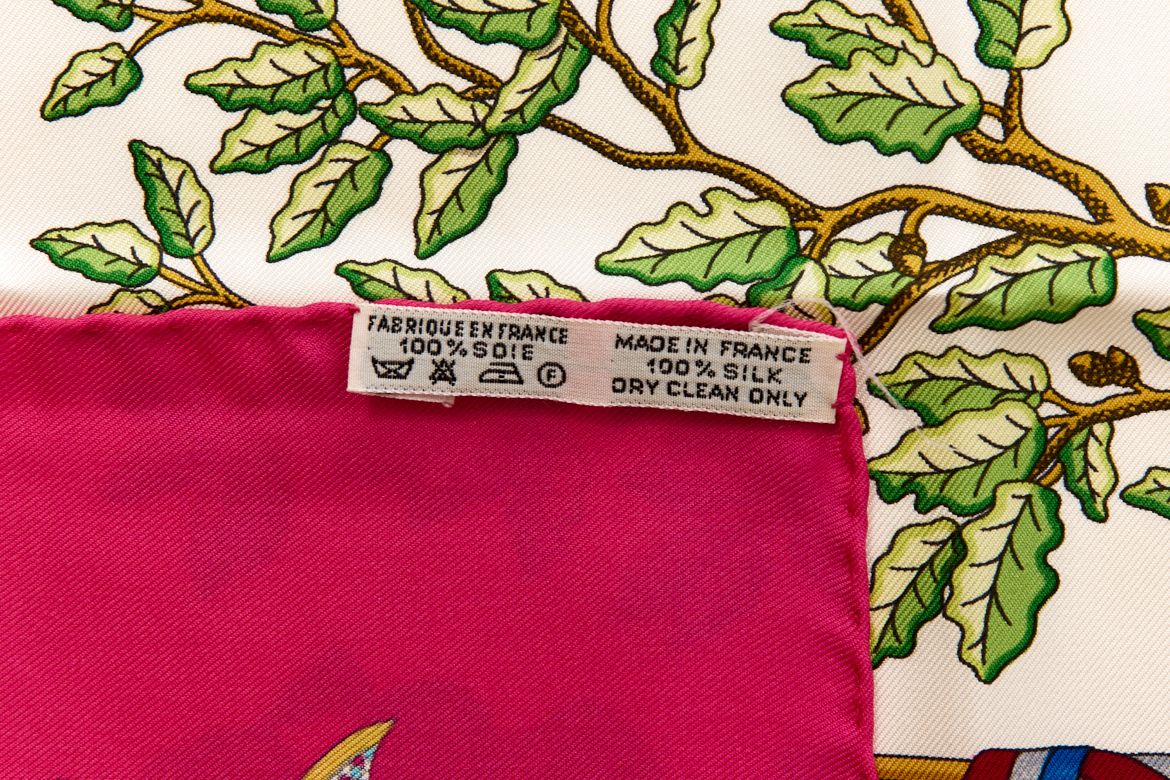 FABRIQUE EN FRANCE
100% SOIE
F
MADE IN FRANCE
100% SILK
DRY CLEAN ONLY